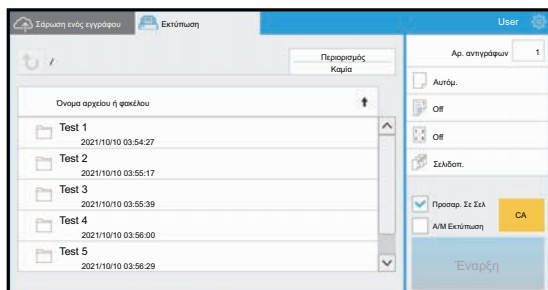 Σάρωση ενός εγγράφου
Εκτύπωση
User
/
Περιορισμός
Καμία
Όνομα αρχείου ή φακέλου
Test 1
2021/10/10 03:54:27
Test 2
2021/10/10 03:55:17
Test 3
2021/10/10 03:55:39
Test 4
2021/10/10 03:56:00
Test 5
2021/10/10 03:56:29
Αρ. αντιγράφων 1
Αυτόμ.
Off
Off
Σελιδοπ.
Προσαρ. Σε Σελ
Α/Μ Εκτύπωση
CA
Έναρξη